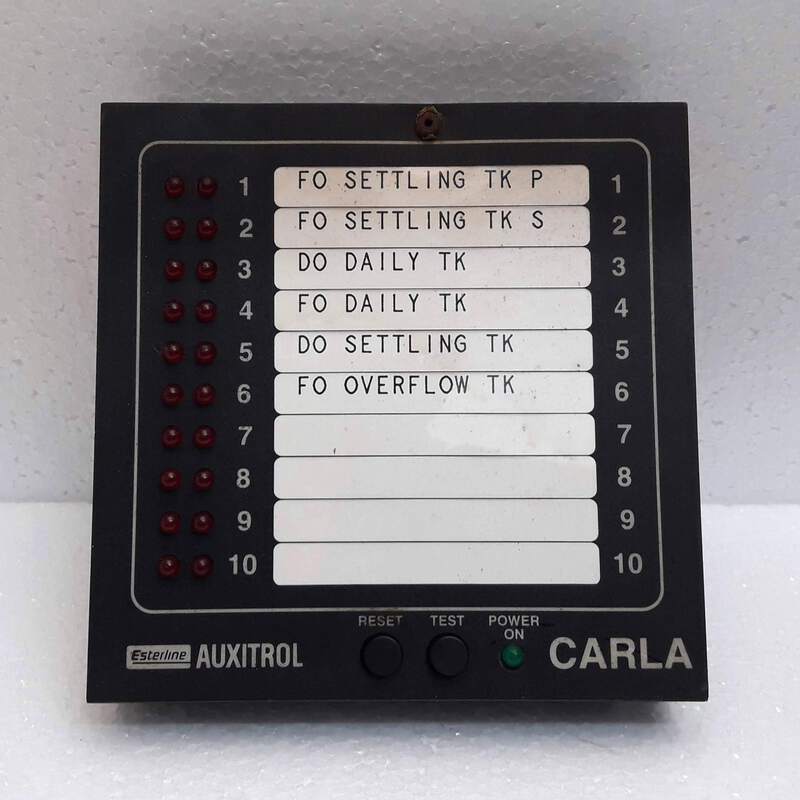 1 FO SETTLING TK P 1
2 FO SETTLING TK S 2
3 DO DAILY TK 3
4 FO DAILY TK 4
5 DO SETTLING TK 5
6 FO OVERFLOW TK 6
7 7
8 8
9 9
10 10
RESET TEST POWER ON
Esterline AUXITROL CARLA